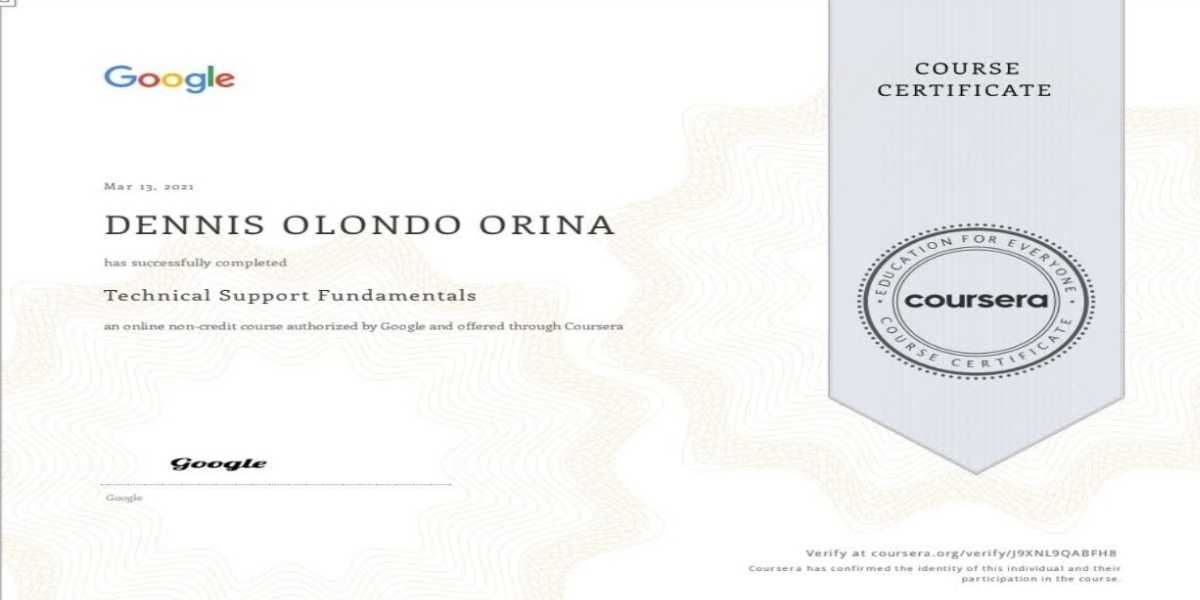 Google
COURSE
CERTIFICATE
Mar 13, 2021
DENNIS OLONDO ORINA
has successfully completed
Technical Support Fundamentals
an online non-credit course authorized by Google and offered through Coursera
EDUCATION FOR EVERYONE
coursera
COURSE CERTIFICATE
Google
Google
Verify at coursera.org/verify/J9XNL9QABFH8
Coursera has confirmed the identity of this individual and their
participation in the course.